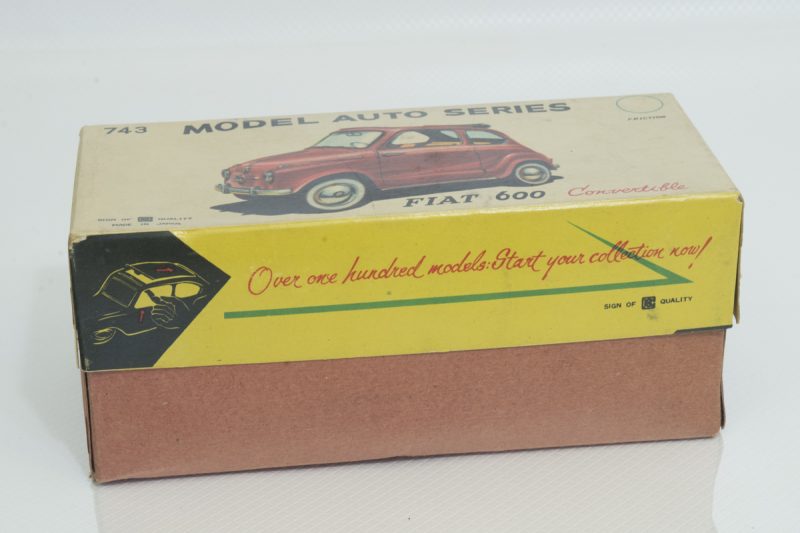 743 MODEL AUTO SERIES
FRICTION
FIAT 600 Convertible
SIGN OF QUALITY
MADE IN JAPAN
Over one hundred models: Start your collection now!
SIGN OF QUALITY